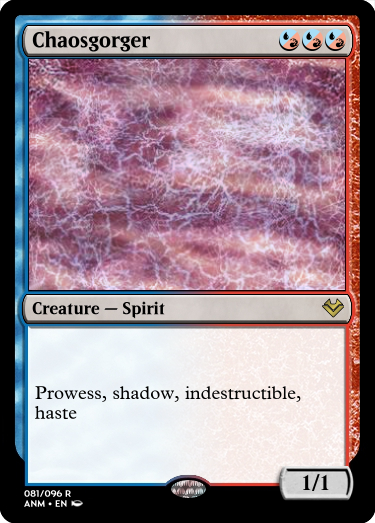 Chaosgorger
Creature — Spirit
Prowess, shadow, indestructible,
haste
1/1
081/096 R
ANM • EN